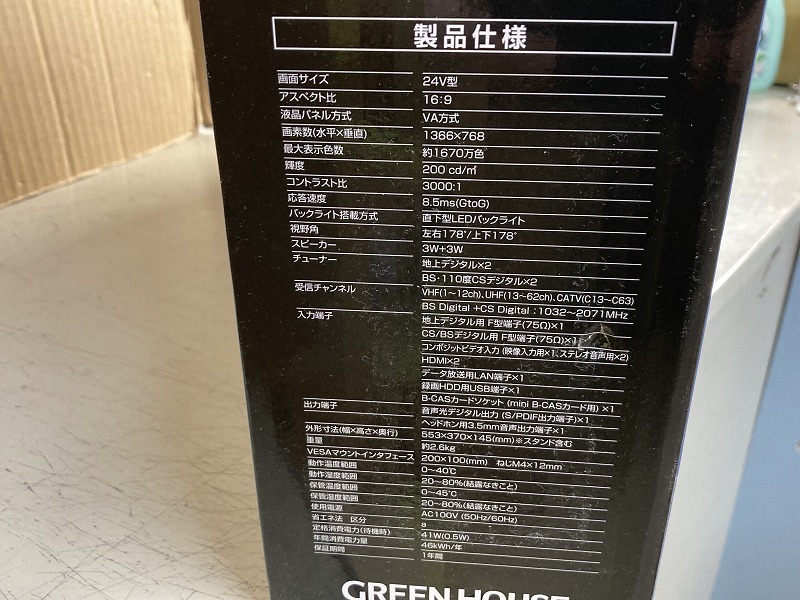 製品仕様
画面サイズ 24V型
アスペクト比 16:9
液晶パネル方式 VA方式
画素数(水平×垂直) 1366×768
最大表示色数 約1670万色
輝度 200 cd/㎡
コントラスト比 3000:1
応答速度 8.5ms(GtoG)
バックライト搭載方式 直下型LEDバックライト
視野角 左右178°/上下178°
スピーカー 3W+3W
チューナー 地上デジタル×2
BS・110度CSデジタル×2
受信チャンネル VHF(1~12ch)、UHF(13~62ch)、CATV(C13~C63)
BS Digital +CS Digital : 1032~2071MHz
入力端子 地上デジタル用 F型端子(75Ω)×1
CS/BSデジタル用 F型端子(75Ω)×1
コンポジットビデオ入力 (映像入力用×1、ステレオ音声用×2)
HDMI×2
データ放送用LAN端子×1
録画HDD用USB端子×1
B-CASカードソケット (mini B-CASカード用) ×1
出力端子 音声光デジタル出力 (S/PDIF出力端子)×1
ヘッドホン用3.5mm音声出力端子×1
外形寸法(幅×高さ×奥行) 553×370×145(mm)※スタンド含む
重量 約2.6kg
VESAマウントインタフェース 200×100(mm) ねじM4×12mm
動作温度範囲 0~40℃
動作湿度範囲 20~80%(結露なきこと)
保管温度範囲 0~45℃
保管湿度範囲 20~80%(結露なきこと)
使用電源 AC100V (50Hz/60Hz)
省エネ法 区分 a
定格消費電力(待機時) 41W(0.5W)
年間消費電力量 46kWh/年
保証期間 1年間
GREEN HOUSE